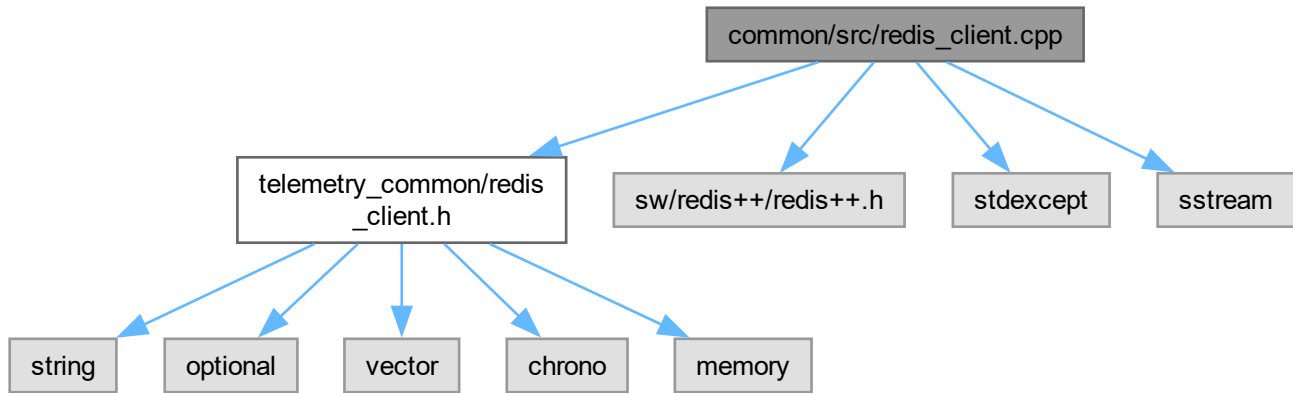 common/src/redis_client.cpp
telemetry_common/redis
_client.h
sw/redis++/redis++.h
stdexcept
sstream
string
optional
vector
chrono
memory